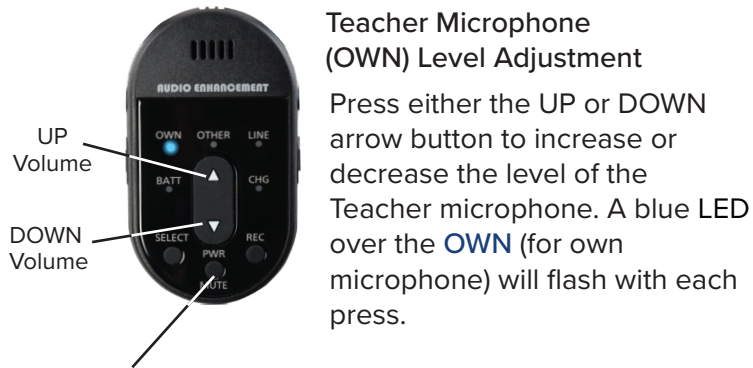 Teacher Microphone
(OWN) Level Adjustment
Press either the UP or DOWN
arrow button to increase or
decrease the level of the
Teacher microphone. A blue LED
over the OWN (for own
microphone) will flash with each
press.
UP
Volume
DOWN
Volume
AUDIO ENHANCEMENT
OWN OTHER LINE
BATT CHG
SELECT REC
PWR
MUTE